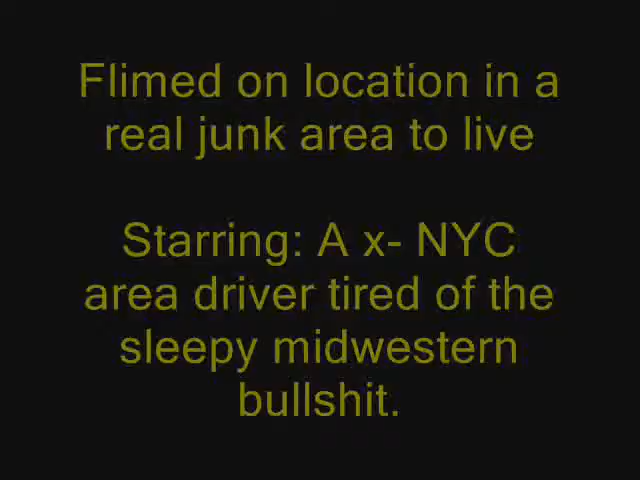 Flimed on location in a
real junk area to live
Starring: A x- NYC
area driver tired of the
sleepy midwestern
bullshit.